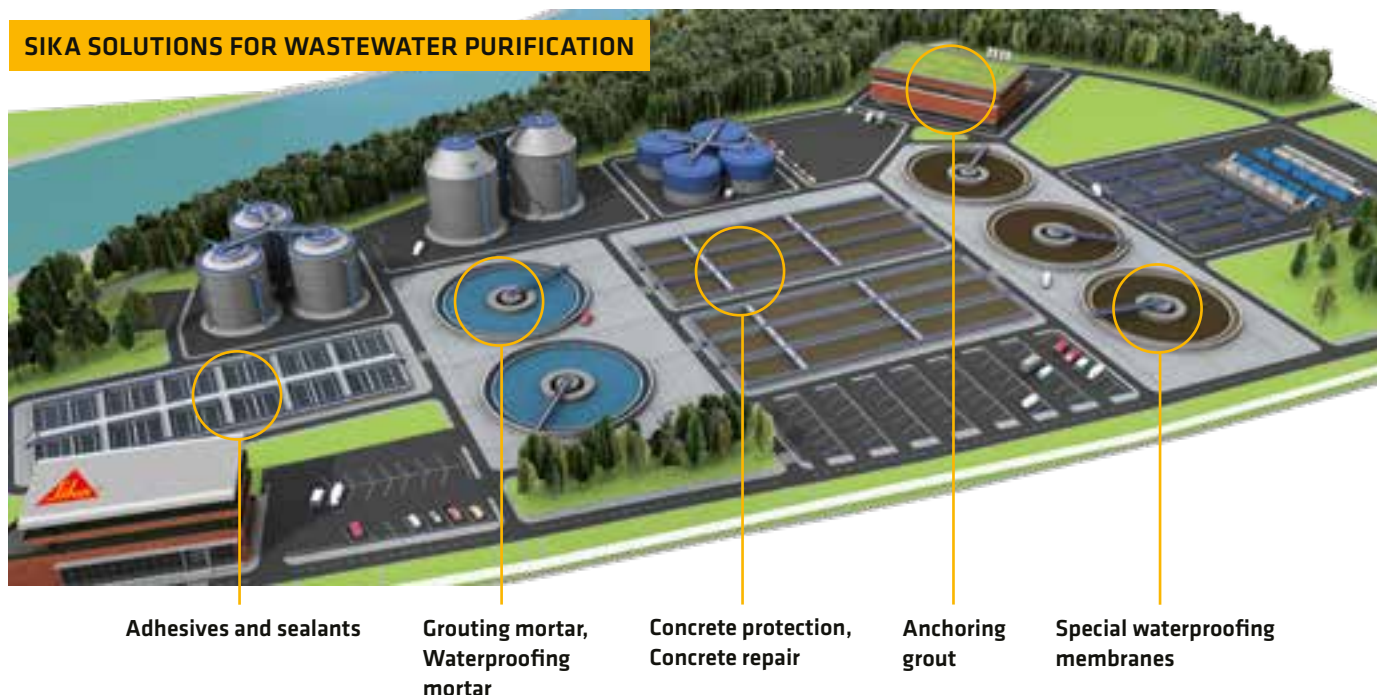 SIKA SOLUTIONS FOR WASTEWATER PURIFICATION
Sika
Adhesives and sealants
Grouting mortar,
Waterproofing
mortar
Concrete protection,
Concrete repair
Anchoring
grout
Special waterproofing
membranes